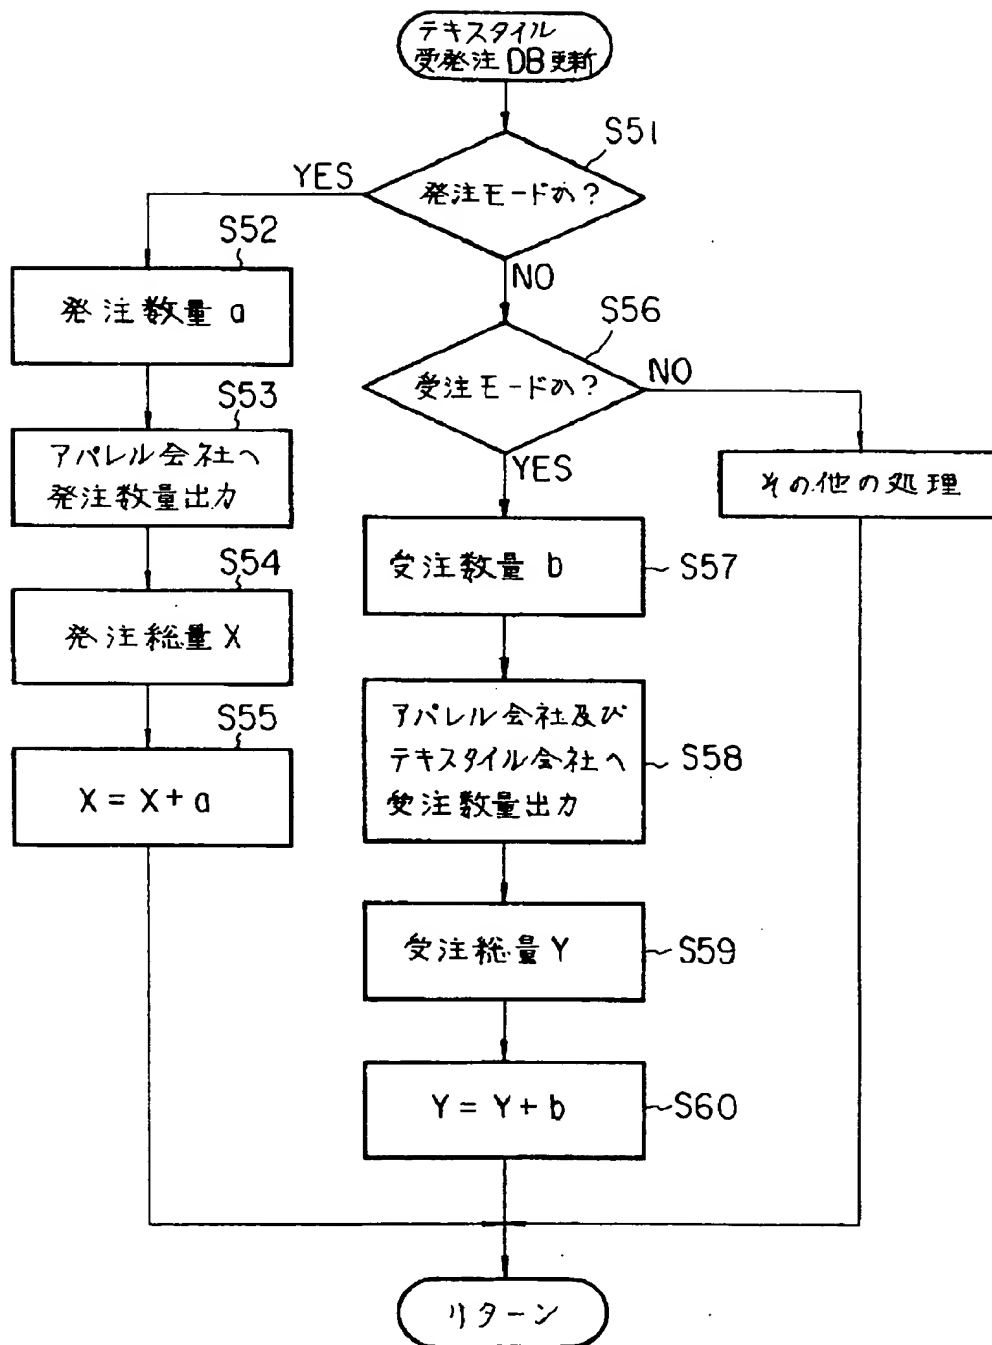 テキスタイル
受発注DB更新
S51
発注モードか?
YES
NO
S52
発注数量 a
S53
アパレル会社へ
発注数量出力
S54
発注総量 X
S55
X = X + a
S56
受注モードか?
NO
YES
その他の処理
受注数量 b
S57
アパレル会社及び
テキスタイル会社へ
受注数量出力
S58
受注総量 Y
S59
Y = Y + b
S60
リターン